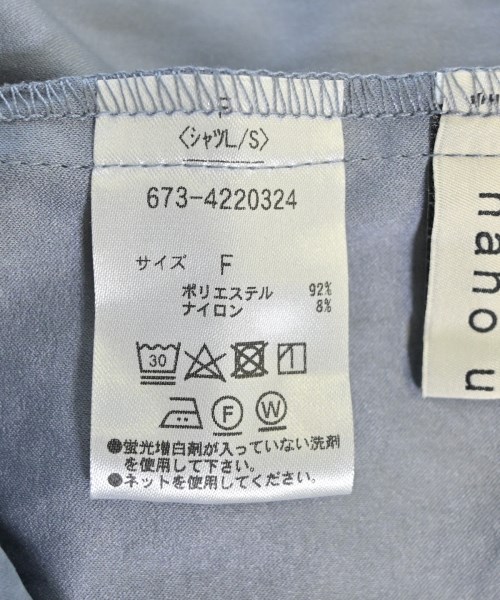 〈シャツL/S〉
673-4220324
サイズ F
ポリエステル 92%
ナイロン 8%
30
F W
●蛍光増白剤が入っていない洗剤
を使用して下さい。
●ネットを使用してください。
nano u